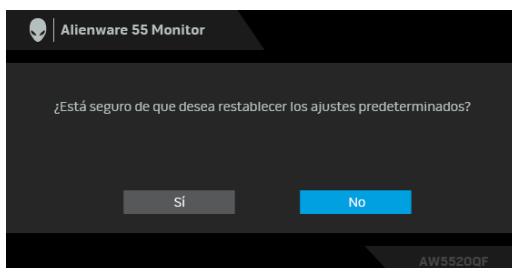 Alienware 55 Monitor
¿Está seguro de que desea restablecer los ajustes predeterminados?
Sí No
AW5520QF